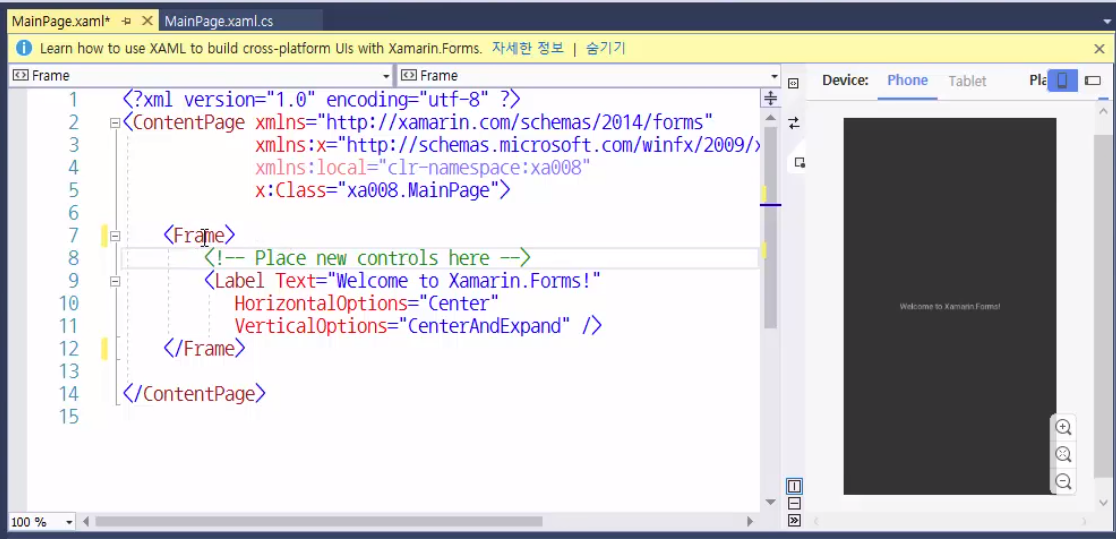 MainPage.xaml* MainPage.xaml.cs
Learn how to use XAML to build cross-platform UIs with Xamarin.Forms. 자세한 정보 | 숨기기
Frame Frame
Device: Phone Tablet
1 <?xml version="1.0" encoding="utf-8" ?>
2 <ContentPage xmlns="http://xamarin.com/schemas/2014/forms"
3 xmlns:x="http://schemas.microsoft.com/winfx/2009/x
4 xmlns:local="clr-namespace:xa008"
5 x:Class="xa008.MainPage">
6
7 <Frame>
8 <!-- Place new controls here -->
9 <Label Text="Welcome to Xamarin.Forms!"
10 HorizontalOptions="Center"
11 VerticalOptions="CenterAndExpand" />
12 </Frame>
13
14 </ContentPage>
15
Welcome to Xamarin.Forms!
100 %